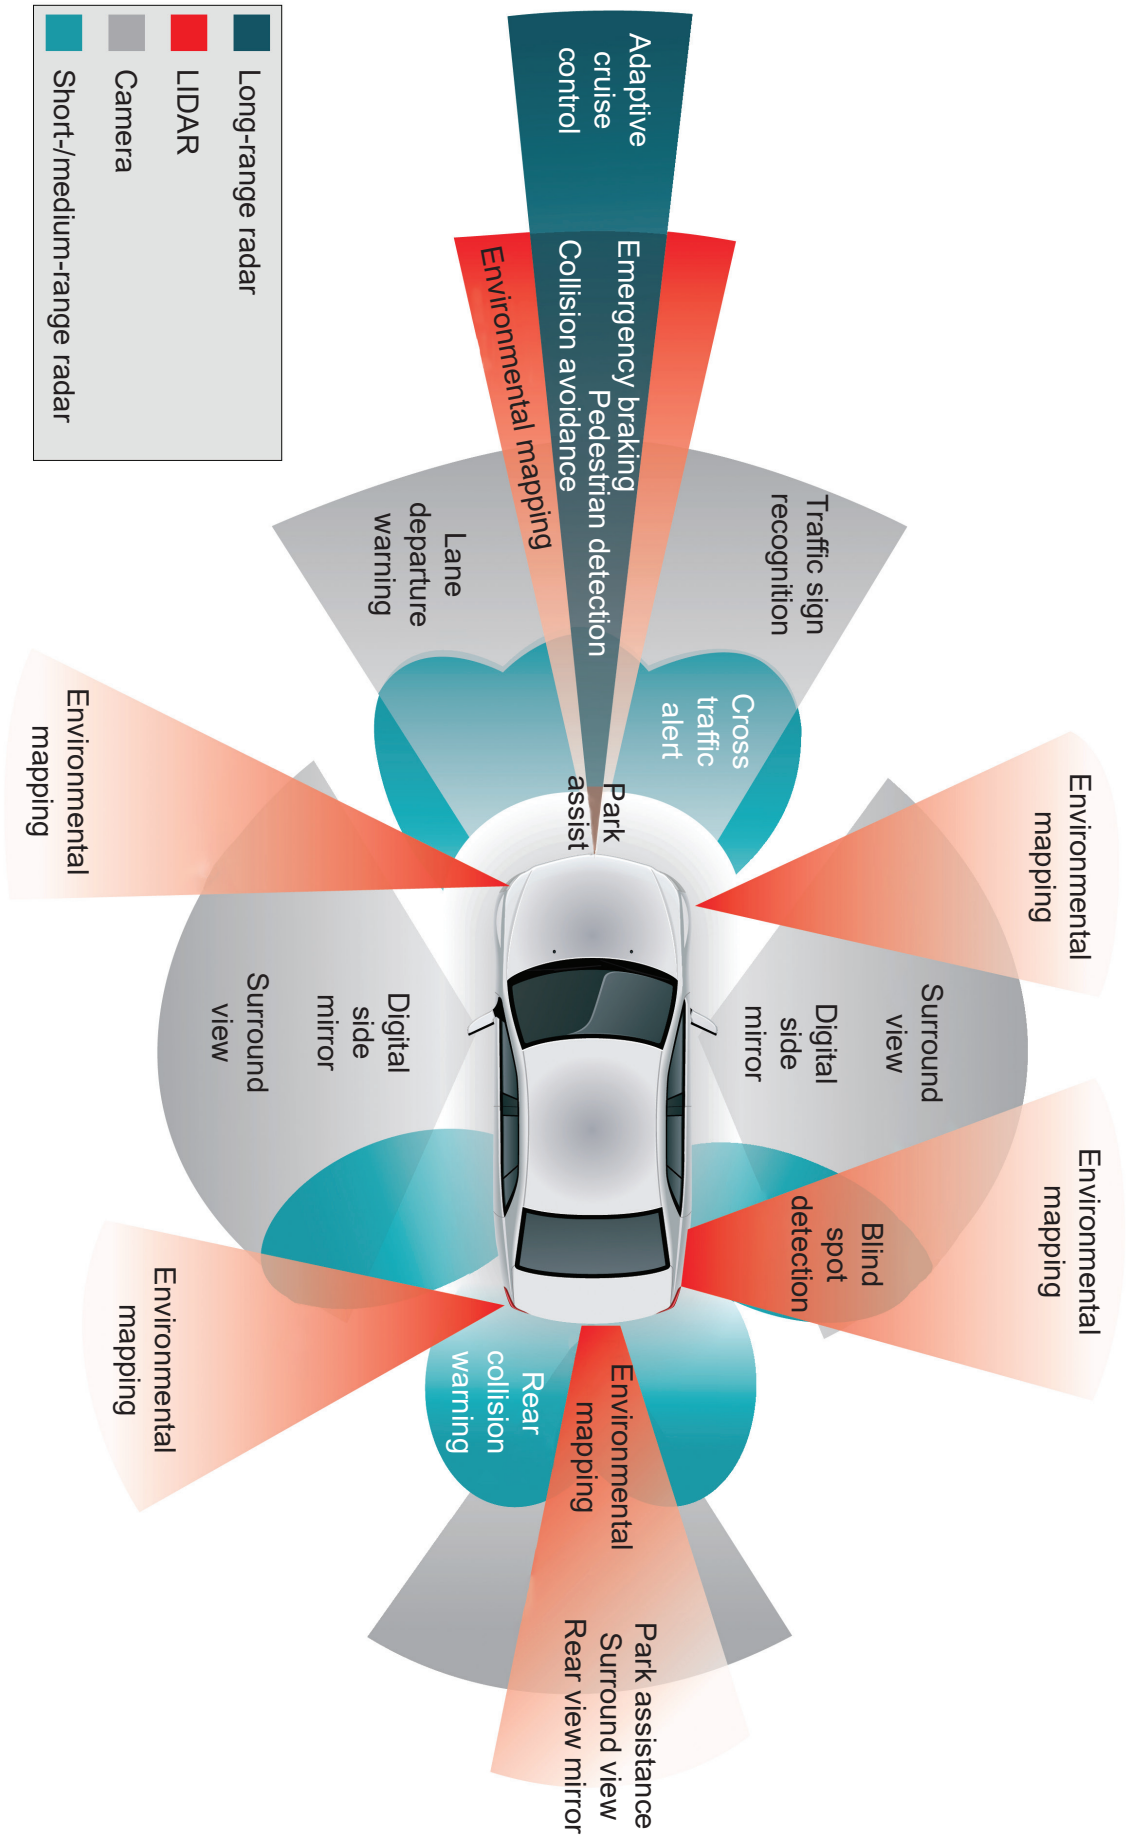 Adaptive
cruise
control
Emergency braking
Pedestrian detection
Collision avoidance
Environmental mapping
Traffic sign
recognition
Lane
departure
warning
Cross
traffic
alert
Park
assist
Environmental
mapping
Environmental
mapping
Surround
view
Digital
side
mirror
Digital
side
mirror
Surround
view
Environmental
mapping
Blind
spot
detection
Environmental
mapping
Rear
collision
warning
Environmental
mapping
Park assistance
Surround view
Rear view mirror
Long-range radar
LIDAR
Camera
Short-/medium-range radar